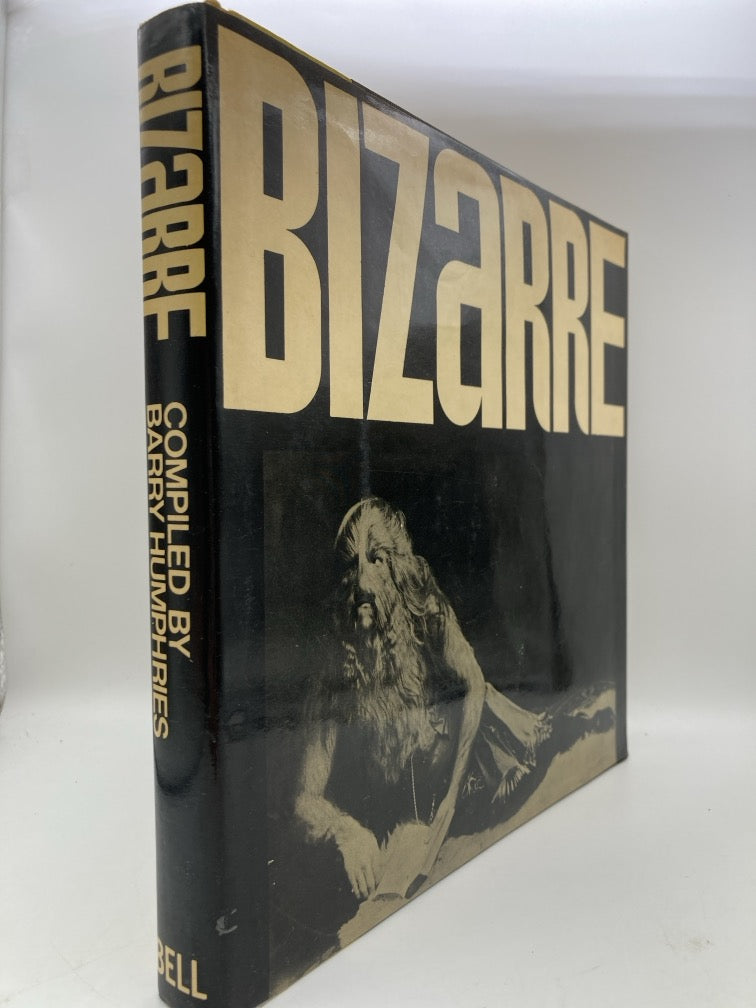 BIZaRRE
COMPILED BY
BARRY HUMPHRIES
BELL
BIZaRRE